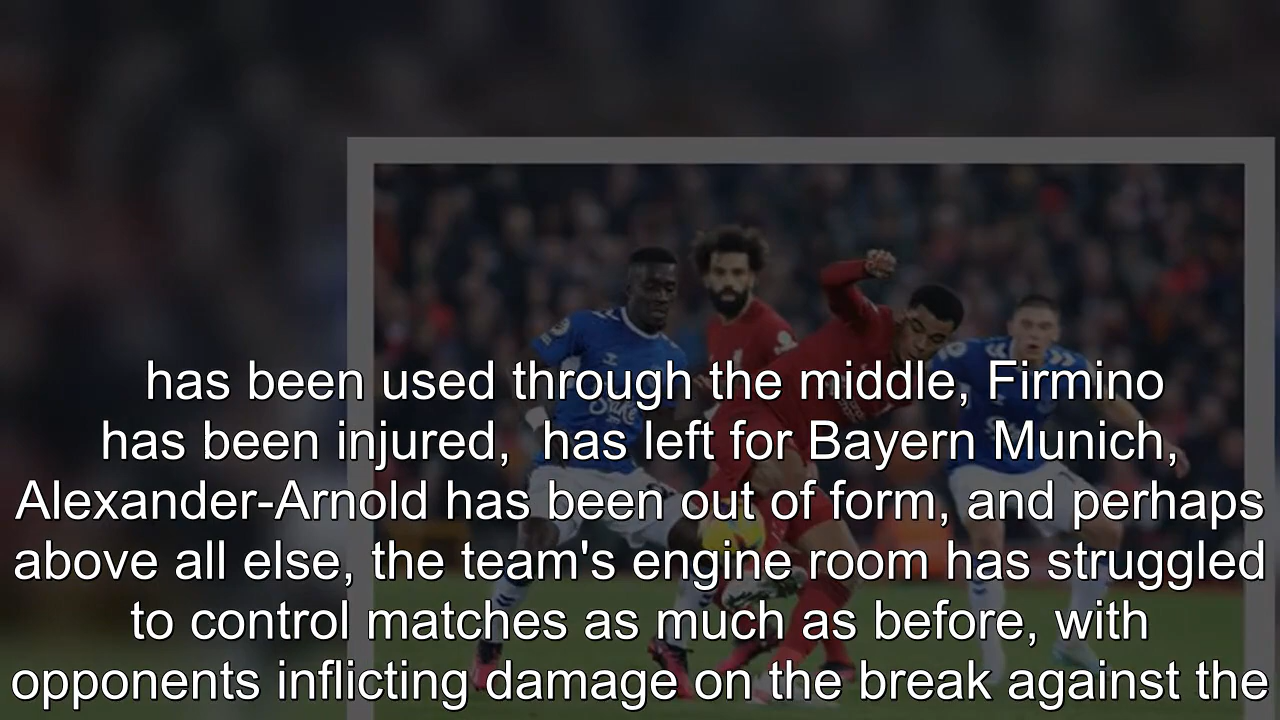 has been used through the middle, Firmino
has been injured,  has left for Bayern Munich,
Alexander-Arnold has been out of form, and perhaps
above all else, the team's engine room has struggled
to control matches as much as before, with
opponents inflicting damage on the break against the